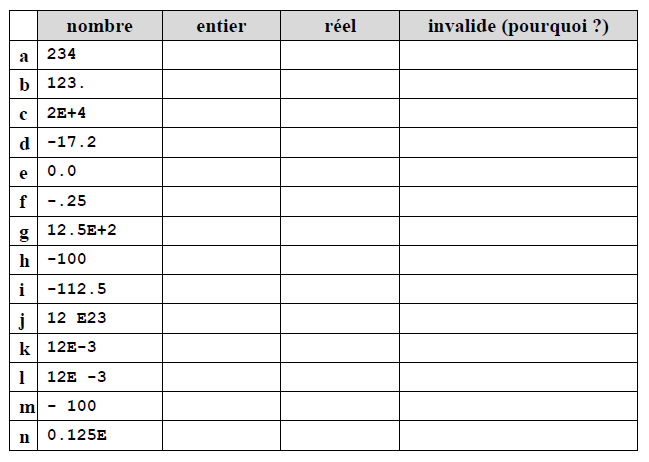 nombre entier réel invalide (pourquoi ?)
a 234
b 123.
c 2E+4
d -17.2
e 0.0
f -.25
g 12.5E+2
h -100
i -112.5
j 12 E23
k 12E-3
l 12E -3
m - 100
n 0.125E